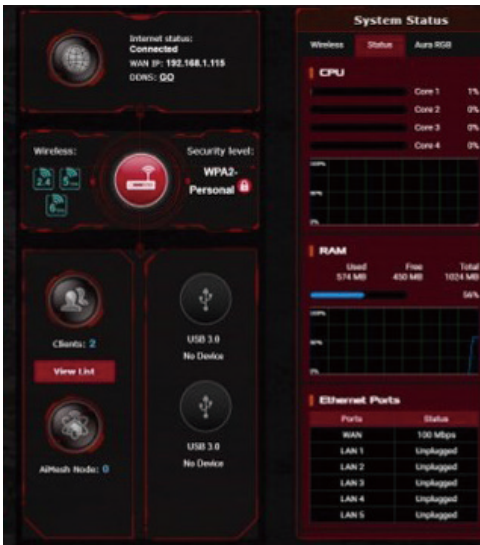 Internet status:
Connected
WAN IP: 192.168.1.115
DDNS: GO
Wireless:
2.4
5
6
Security level:
WPA2-
Personal
Clients: 2
View List
AiMesh Node: 0
USB 3.0
No Device
USB 3.0
No Device
System Status
Wireless Status Aura RGB
CPU
Core 1 1%
Core 2 0%
Core 3 0%
Core 4 0%
100%
50%
0%
RAM
Used Free Total
574 MB 450 MB 1024 MB
56%
100%
50%
0%
Ethernet Ports
Ports Status
WAN 100 Mbps
LAN 1 Unplugged
LAN 2 Unplugged
LAN 3 Unplugged
LAN 4 Unplugged
LAN 5 Unplugged